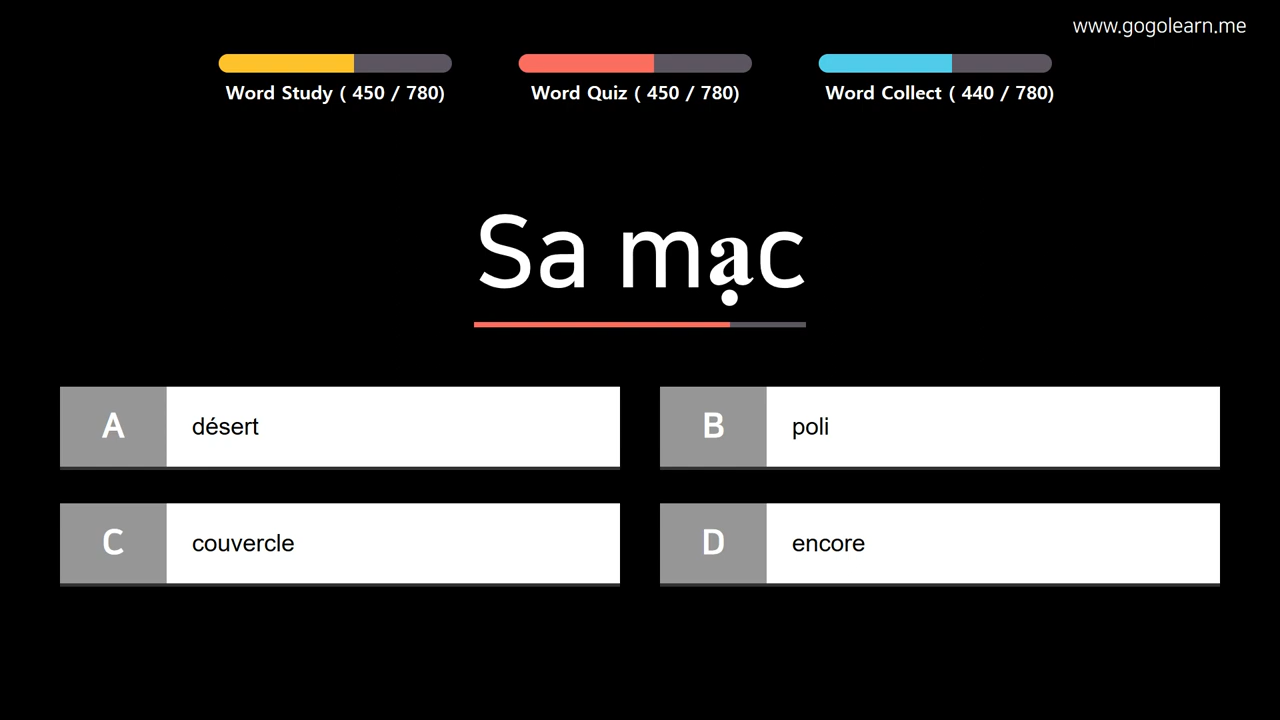 www.gogolearn.me
Word Study ( 450 / 780)
Word Quiz ( 450 / 780)
Word Collect ( 440 / 780)
Sa mạc
A désert
B poli
C couvercle
D encore